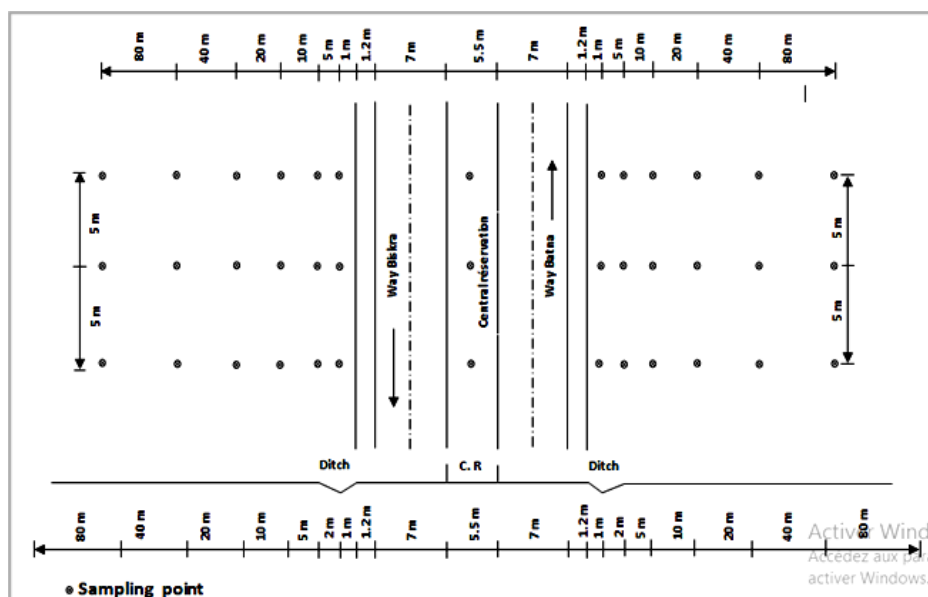 80 m 40 m 20 m 10 m 5 m 1 m 1.2 m 7 m 5.5 m 7 m 1.2 m 1 m 5 m 10 m 20 m 40 m 80 m
5 m 5 m
Way Biskra Central réservation Way Batna
5 m 5 m
Ditch C. R Ditch
80 m 40 m 20 m 10 m 5 m 2 m 1 m 1.2 m 7 m 5.5 m 7 m 1.2 m 1 m 2 m 5 m 10 m 20 m 40 m 80 m
Activer Wind
Accédez aux para
activer Windows.
Sampling point